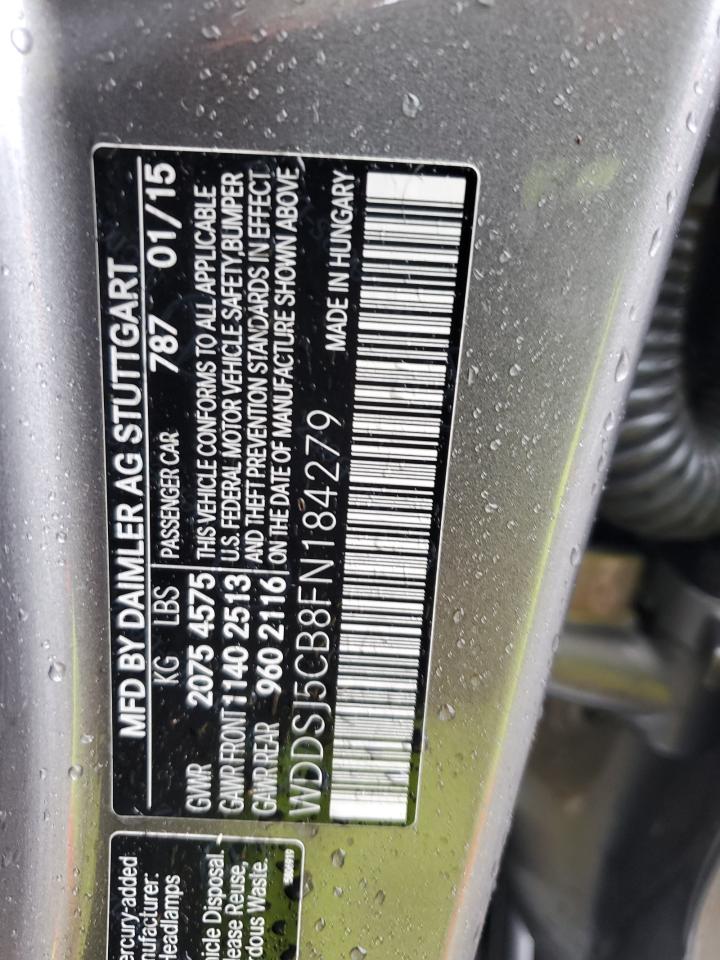 MFD BY DAIMLER AG STUTTGART
KG LBS PASSENGER CAR 787 01/15
GVWR 2075 4575 THIS VEHICLE CONFORMS TO ALL APPLICABLE
GAWR FRONT 1140 2513 U.S. FEDERAL MOTOR VEHICLE SAFETY,BUMPER
GAWR REAR 960 2116 AND THEFT PREVENTION STANDARDS IN EFFECT
ON THE DATE OF MANUFACTURE SHOWN ABOVE
WDDSJ5CB8FN184279 MADE IN HUNGARY
ercury-added
nufacturer:
Headlamps
hicle Disposal.
lease Reuse,
rdous Waste.